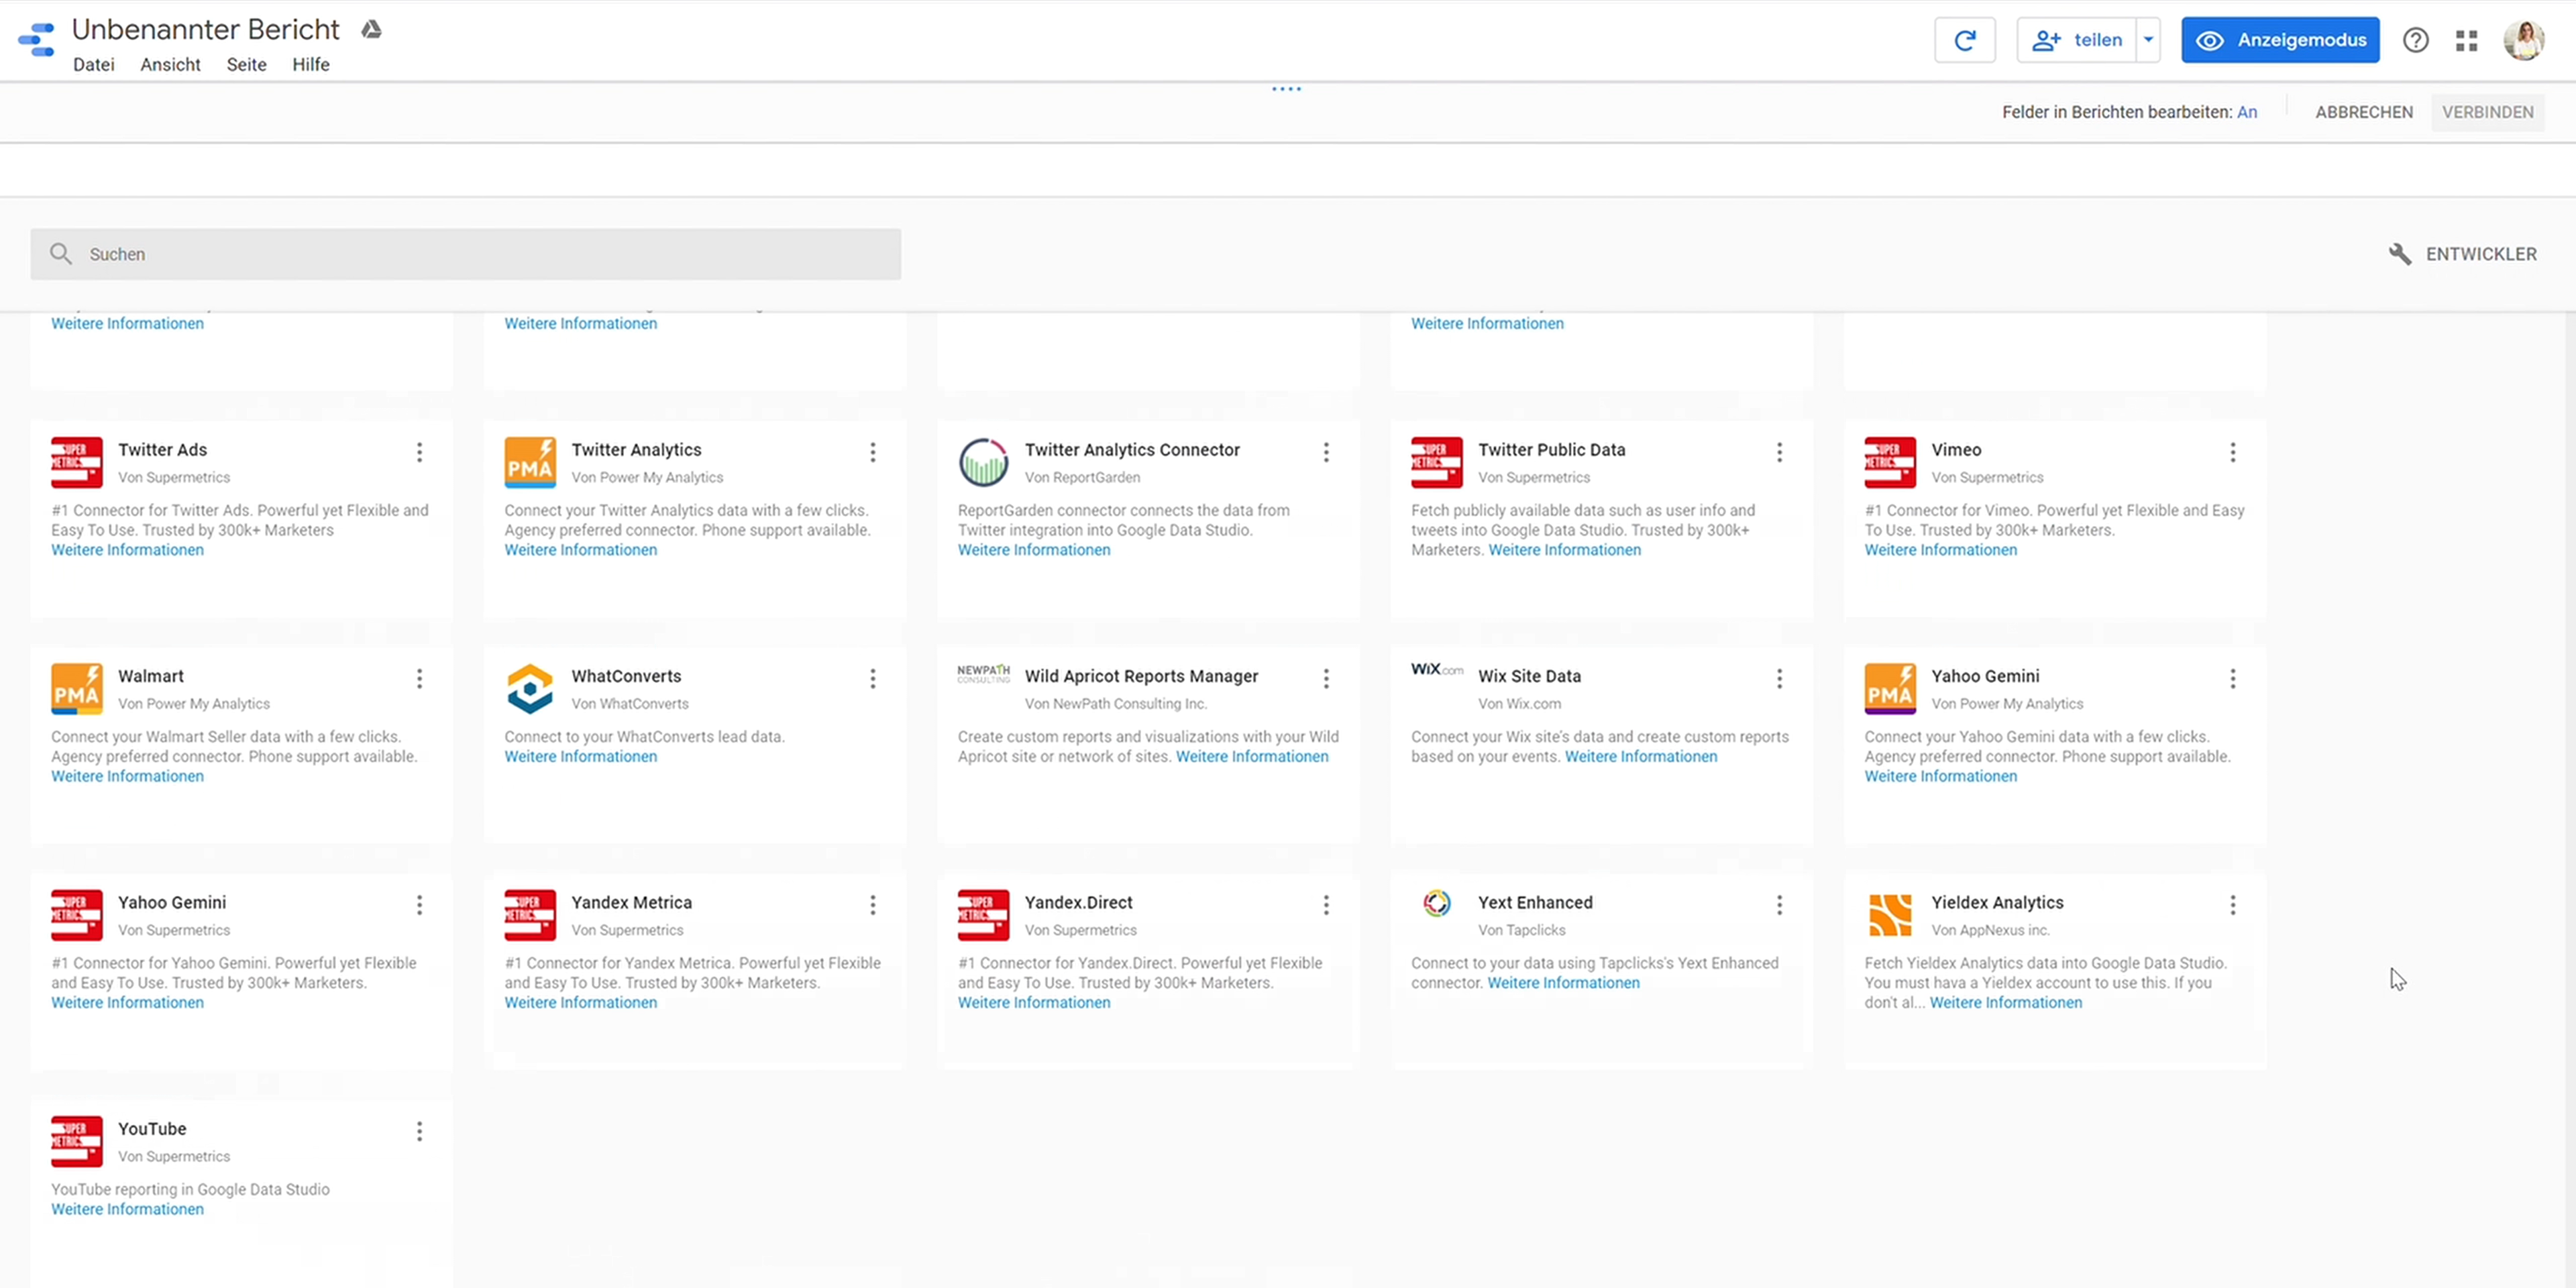 Unbenannter Bericht
Datei Ansicht Seite Hilfe
teilen
Anzeigemodus
Felder in Berichten bearbeiten: An
ABBRECHEN
VERBINDEN
Suchen
ENTWICKLER
Weitere Informationen
Weitere Informationen
Weitere Informationen
SUPER METRICS
Twitter Ads
Von Supermetrics
#1 Connector for Twitter Ads. Powerful yet Flexible and
Easy To Use. Trusted by 300k+ Marketers
Weitere Informationen
PMA
Twitter Analytics
Von Power My Analytics
Connect your Twitter Analytics data with a few clicks.
Agency preferred connector. Phone support available.
Weitere Informationen
Twitter Analytics Connector
Von ReportGarden
ReportGarden connector connects the data from
Twitter integration into Google Data Studio.
Weitere Informationen
SUPER METRICS
Twitter Public Data
Von Supermetrics
Fetch publicly available data such as user info and
tweets into Google Data Studio. Trusted by 300k+
Marketers. Weitere Informationen
SUPER METRICS
Vimeo
Von Supermetrics
#1 Connector for Vimeo. Powerful yet Flexible and Easy
To Use. Trusted by 300k+ Marketers.
Weitere Informationen
PMA
Walmart
Von Power My Analytics
Connect your Walmart Seller data with a few clicks.
Agency preferred connector. Phone support available.
Weitere Informationen
WhatConverts
Von WhatConverts
Connect to your WhatConverts lead data.
Weitere Informationen
NEWPATH
CONSULTING
Wild Apricot Reports Manager
Von NewPath Consulting Inc.
Create custom reports and visualizations with your Wild
Apricot site or network of sites. Weitere Informationen
WiX.com
Wix Site Data
Von Wix.com
Connect your Wix site's data and create custom reports
based on your events. Weitere Informationen
PMA
Yahoo Gemini
Von Power My Analytics
Connect your Yahoo Gemini data with a few clicks.
Agency preferred connector. Phone support available.
Weitere Informationen
SUPER METRICS
Yahoo Gemini
Von Supermetrics
#1 Connector for Yahoo Gemini. Powerful yet Flexible
and Easy To Use. Trusted by 300k+ Marketers.
Weitere Informationen
SUPER METRICS
Yandex Metrica
Von Supermetrics
#1 Connector for Yandex Metrica. Powerful yet Flexible
and Easy To Use. Trusted by 300k+ Marketers.
Weitere Informationen
SUPER METRICS
Yandex.Direct
Von Supermetrics
#1 Connector for Yandex.Direct. Powerful yet Flexible
and Easy To Use. Trusted by 300k+ Marketers.
Weitere Informationen
Yext Enhanced
Von Tapclicks
Connect to your data using Tapclicks's Yext Enhanced
connector. Weitere Informationen
Yieldex Analytics
Von AppNexus inc.
Fetch Yieldex Analytics data into Google Data Studio.
You must hava a Yieldex account to use this. If you
don't al... Weitere Informationen
SUPER METRICS
YouTube
Von Supermetrics
YouTube reporting in Google Data Studio
Weitere Informationen